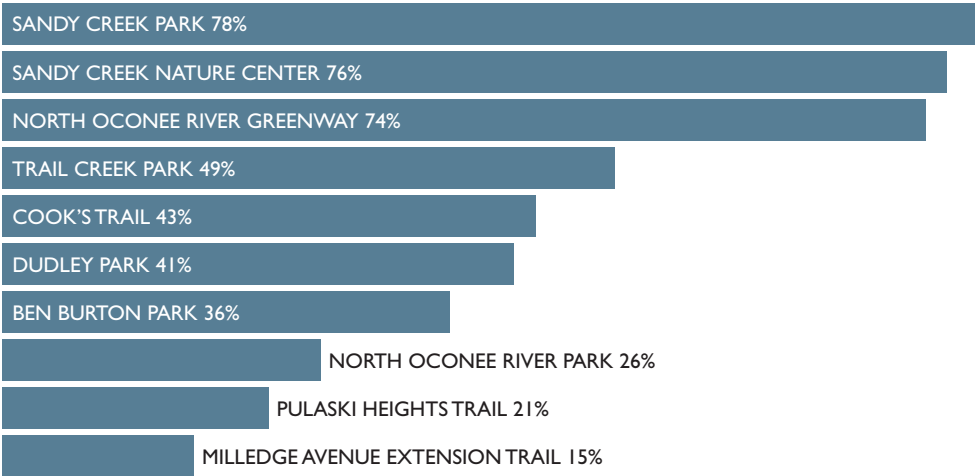 SANDY CREEK PARK 78%
SANDY CREEK NATURE CENTER 76%
NORTH OCONEE RIVER GREENWAY 74%
TRAIL CREEK PARK 49%
COOK'S TRAIL 43%
DUDLEY PARK 41%
BEN BURTON PARK 36%
NORTH OCONEE RIVER PARK 26%
PULASKI HEIGHTS TRAIL 21%
MILLEDGE AVENUE EXTENSION TRAIL 15%